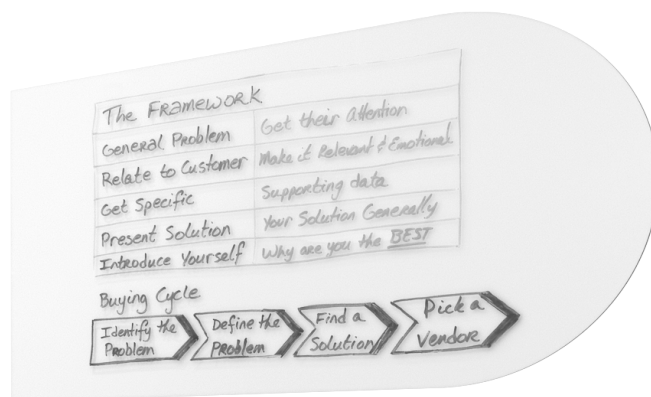 The Framework
General Problem Get their Attention
Relate to Customer Make it Relevant & Emotional
Get Specific Supporting data
Present Solution Your Solution Generally
Introduce Yourself Why are you the BEST
Buying Cycle
Identify the Problem
Define the Problem
Find a Solution
Pick a Vendor